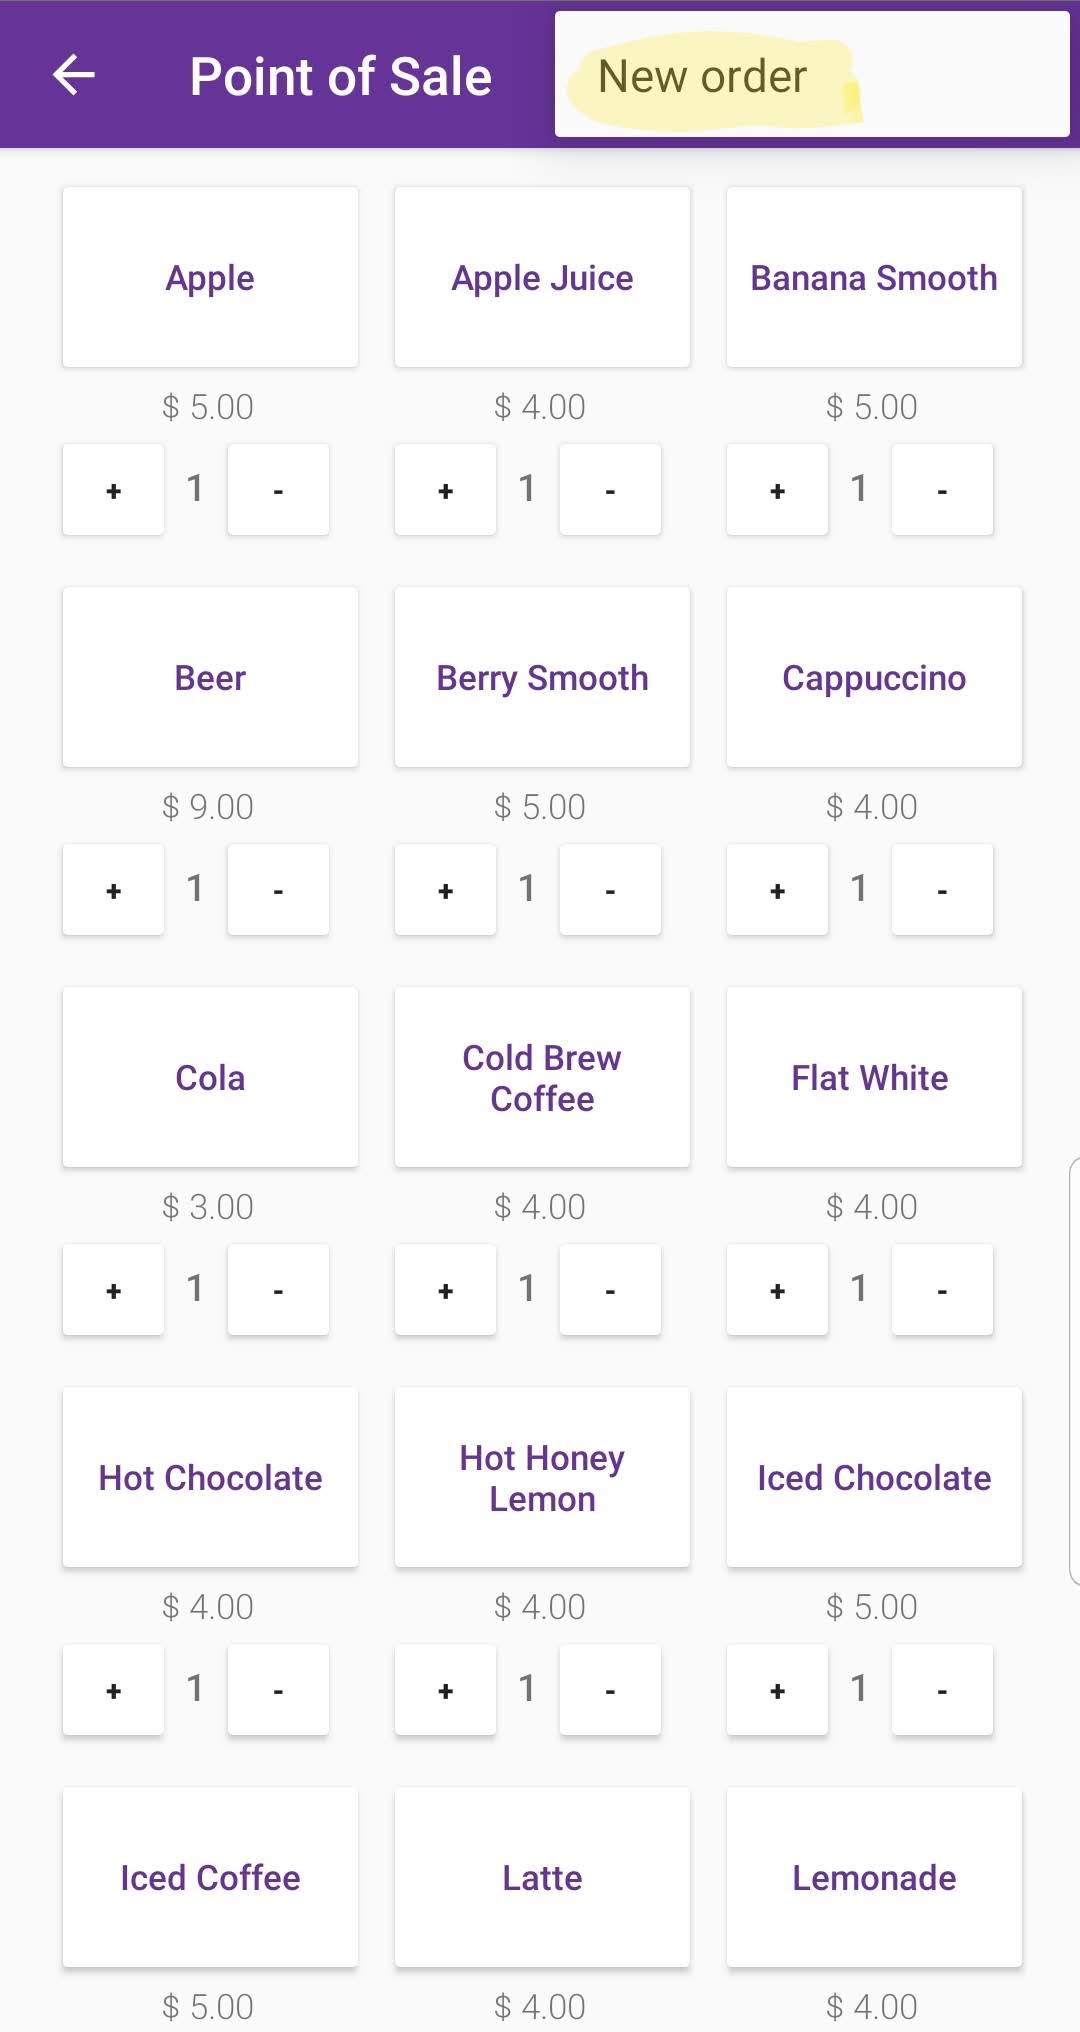 Point of Sale
New order
Apple
Apple Juice
Banana Smooth
$ 5.00
$ 4.00
$ 5.00
+ 1 -
+ 1 -
+ 1 -
Beer
Berry Smooth
Cappuccino
$ 9.00
$ 5.00
$ 4.00
+ 1 -
+ 1 -
+ 1 -
Cola
Cold Brew
Coffee
Flat White
$ 3.00
$ 4.00
$ 4.00
+ 1 -
+ 1 -
+ 1 -
Hot Chocolate
Hot Honey
Lemon
Iced Chocolate
$ 4.00
$ 4.00
$ 5.00
+ 1 -
+ 1 -
+ 1 -
Iced Coffee
Latte
Lemonade
$ 5.00
$ 4.00
$ 4.00